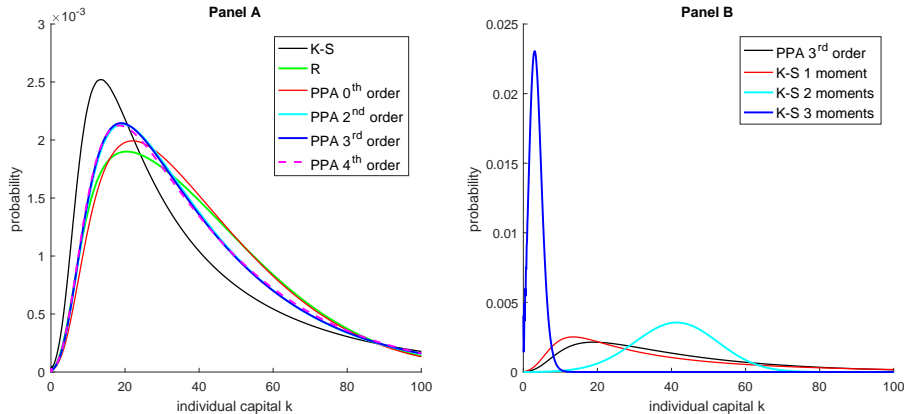 Panel A
×10⁻³
3
2.5
2
1.5
1
0.5
0
0
20
40
60
80
100
probability
individual capital k
K-S
R
PPA 0th order
PPA 2nd order
PPA 3rd order
PPA 4th order
Panel B
0.025
0.02
0.015
0.01
0.005
0
0
20
40
60
80
100
probability
individual capital k
PPA 3rd order
K-S 1 moment
K-S 2 moments
K-S 3 moments